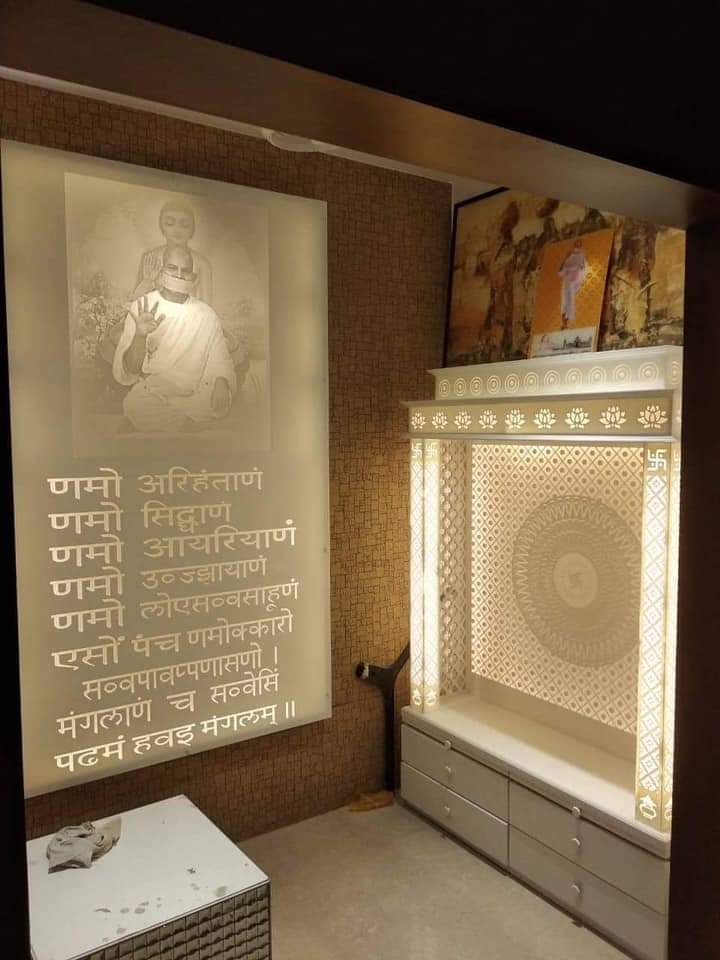 णमो अरिहंताणं
णमो सिद्धाणं
णमो आयरियाणं
णमो उवज्झायाणं
णमो लोएसव्वसाहूणं
एसों पंच णमोक्कारो
सव्वपावप्पणासणो ।
मंगलाणं च सव्वेसिं
पढमं हवइ मंगलम् ॥